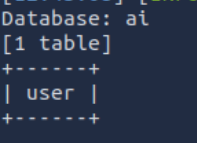 Database: ai
[1 table]
+------+
| user |
+------+